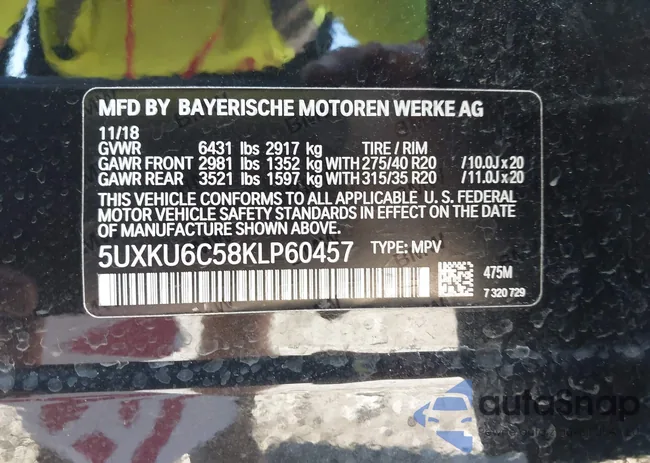 MFD BY BAYERISCHE MOTOREN WERKE AG
11/18
GVWR 6431 lbs 2917 kg TIRE / RIM
GAWR FRONT 2981 lbs 1352 kg WITH 275/40 R20 /10.0J x 20
GAWR REAR 3521 lbs 1597 kg WITH 315/35 R20 /11.0J x 20
THIS VEHICLE CONFORMS TO ALL APPLICABLE U. S. FEDERAL
MOTOR VEHICLE SAFETY STANDARDS IN EFFECT ON THE DATE
OF MANUFACTURE SHOWN ABOVE.
5UXKU6C58KLP60457 TYPE: MPV
475M
7 320 729
autoSnap